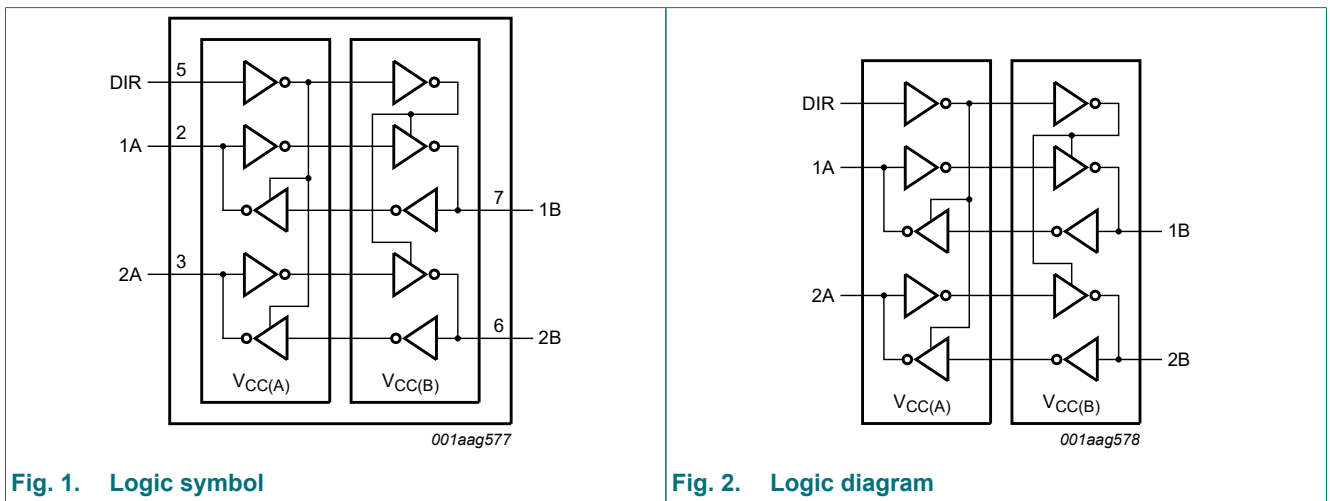 DIR 5
1A 2
7 1B
2A 3
6 2B
VCC(A) VCC(B)
001aag577
Fig. 1. Logic symbol
DIR
1A
1B
2A
2B
VCC(A) VCC(B)
001aag578
Fig. 2. Logic diagram